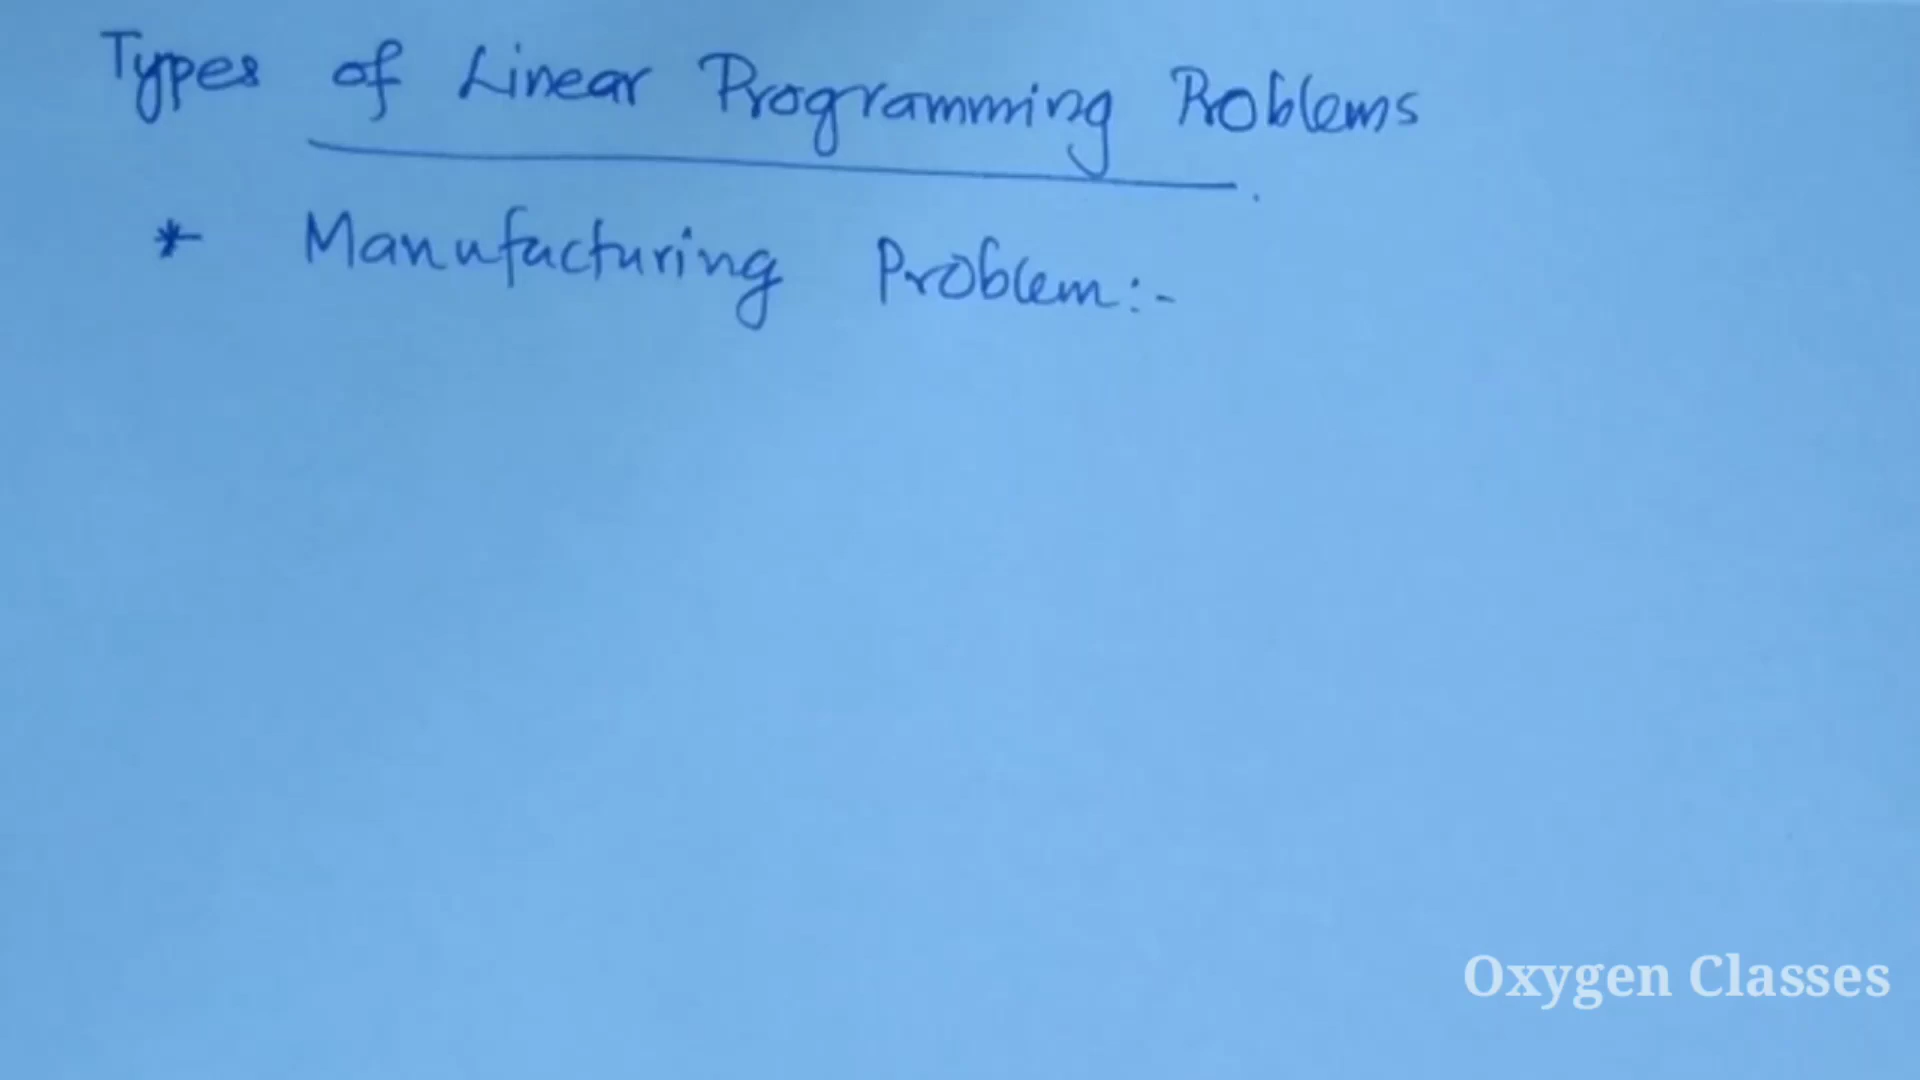 Types of Linear Programming Problems
* Manufacturing Problem:-
Oxygen Classes